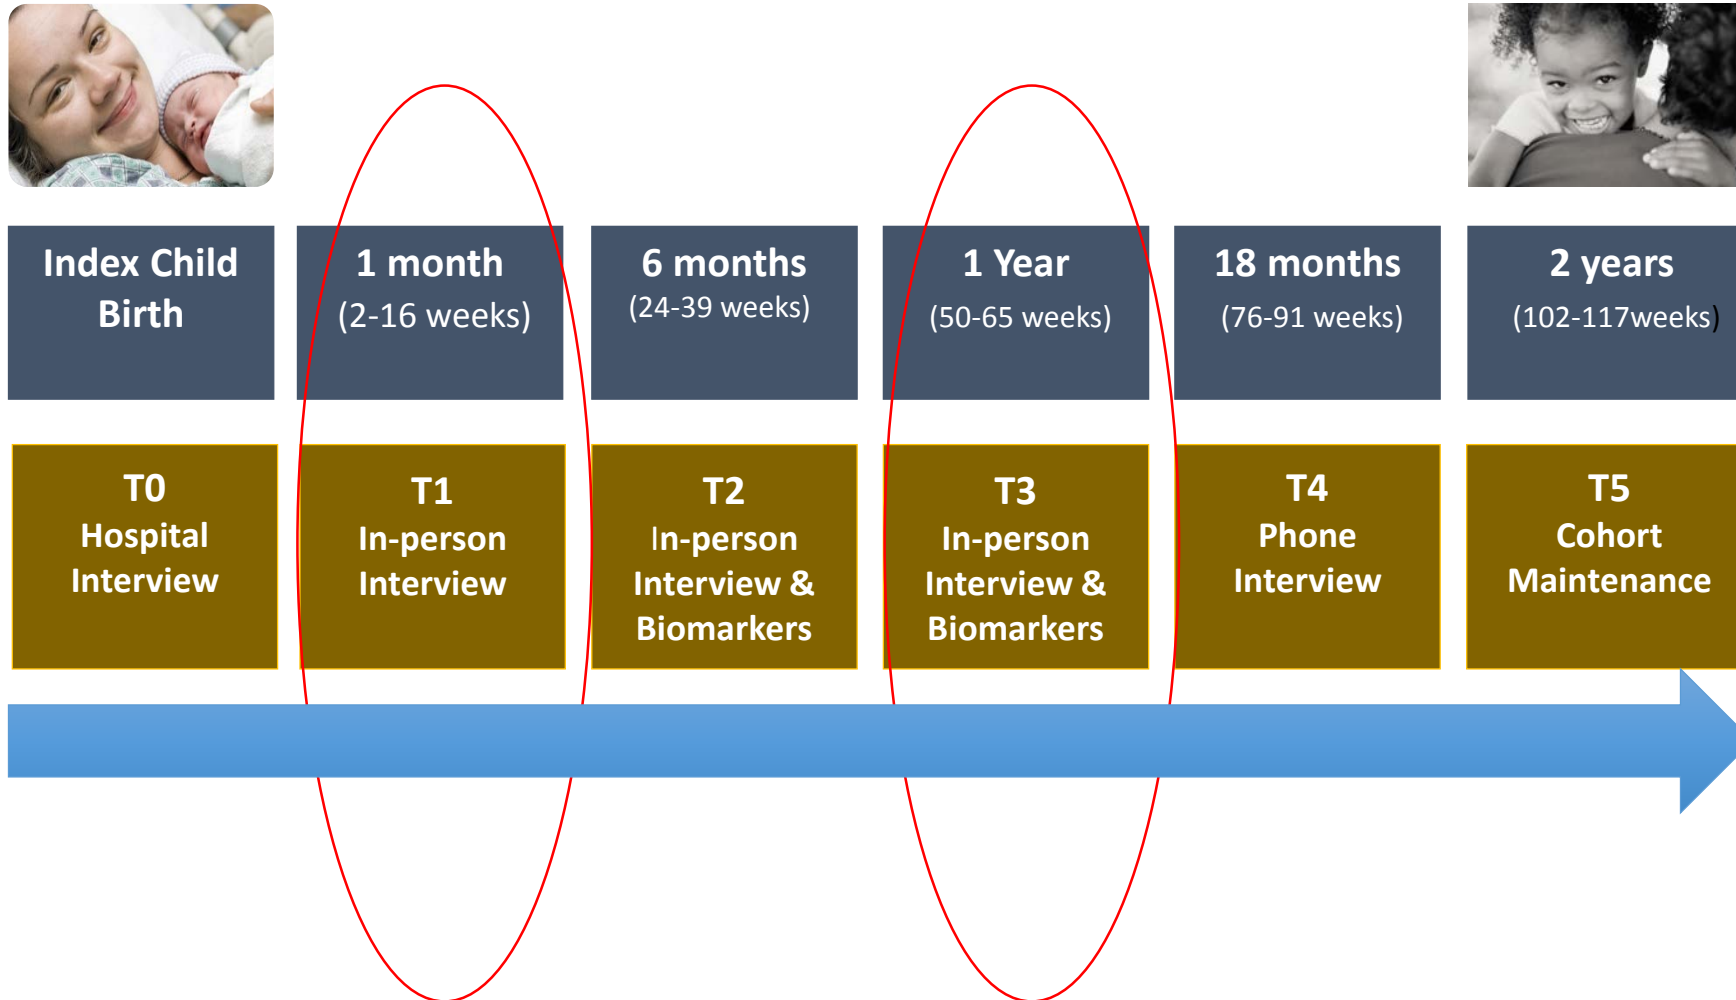 Index Child
Birth
1 month
(2-16 weeks)
6 months
(24-39 weeks)
1 Year
(50-65 weeks)
18 months
(76-91 weeks)
2 years
(102-117weeks)
T0
Hospital
Interview
T1
In-person
Interview
T2
In-person
Interview &
Biomarkers
T3
In-person
Interview &
Biomarkers
T4
Phone
Interview
T5
Cohort
Maintenance